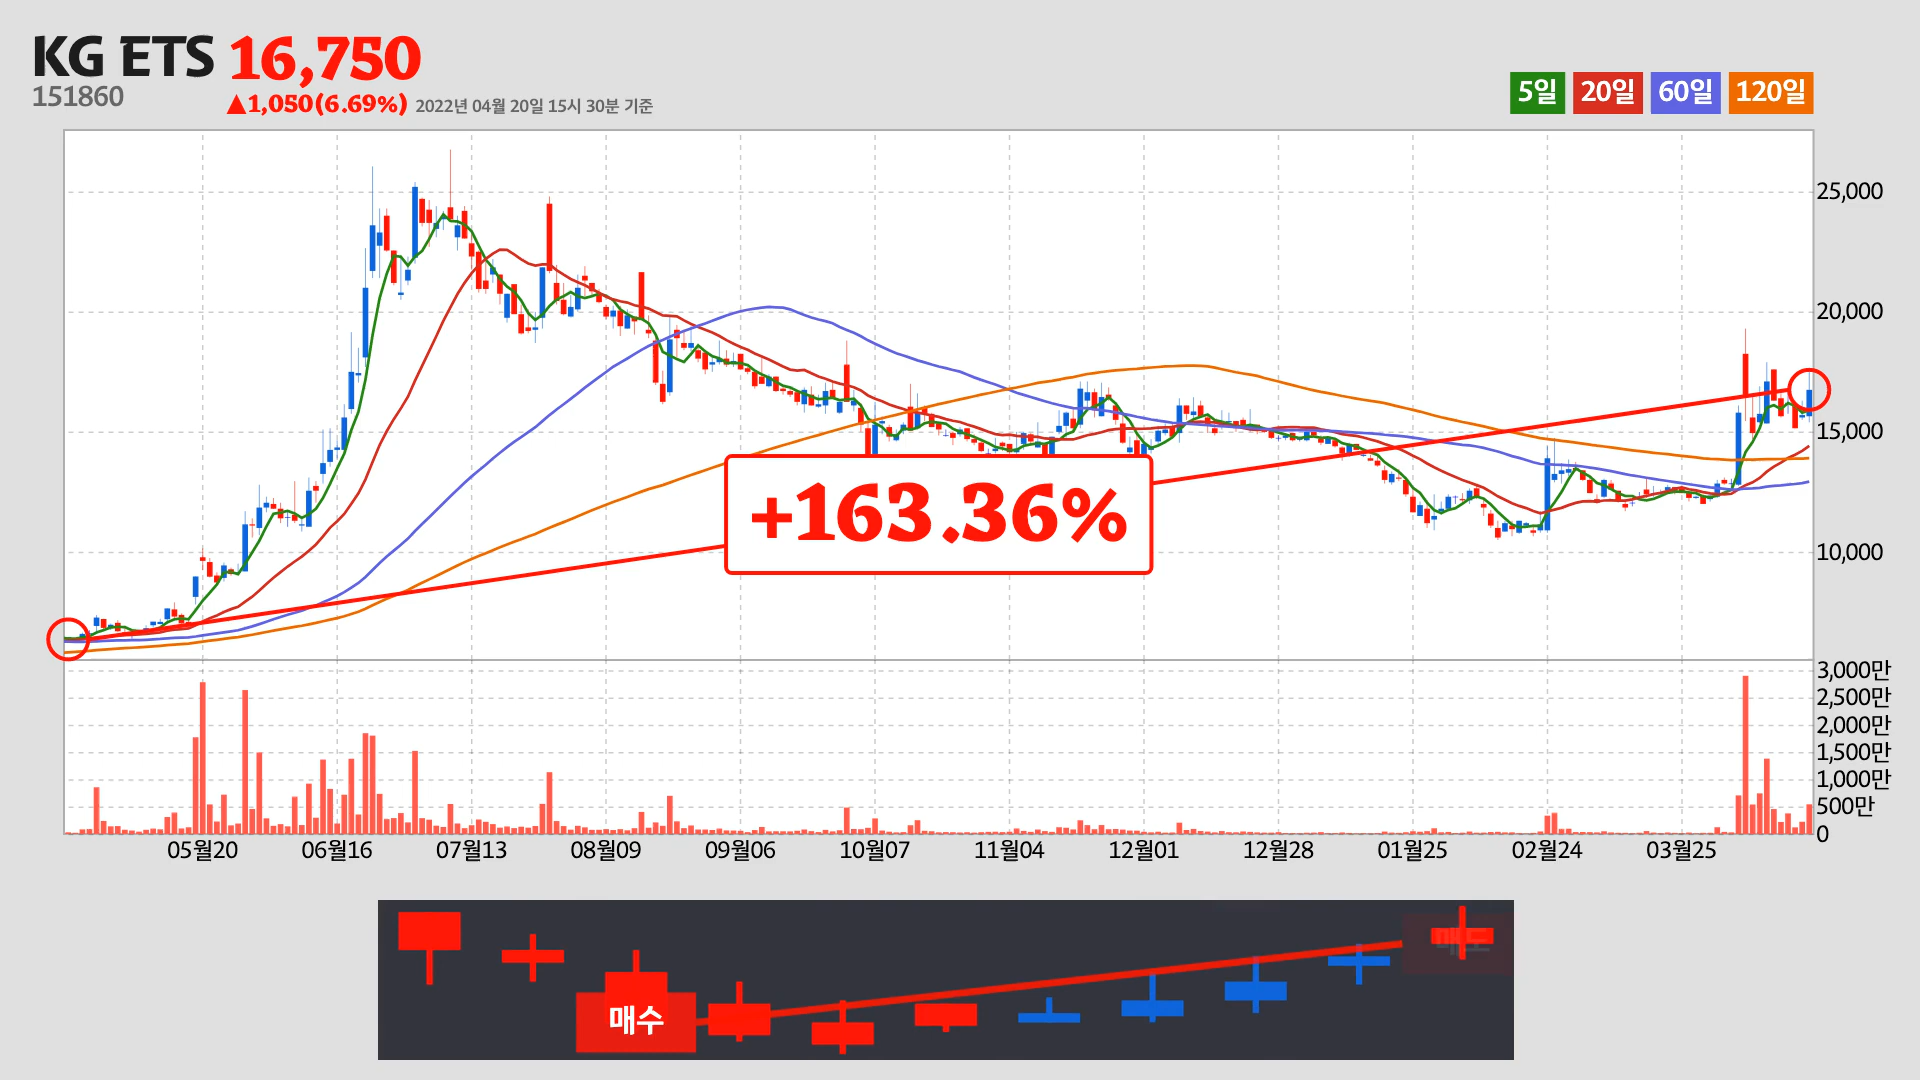 KG ETS 16,750
151860
▲1,050(6.69%) 2022년 04월 20일 15시 30분 기준
5일 20일 60일 120일
25,000
20,000
15,000
10,000
+163.36%
3,000만
2,500만
2,000만
1,500만
1,000만
500만
0
05월20 06월16 07월13 08월09 09월06 10월07 11월04 12월01 12월28 01월25 02월24 03월25
매수